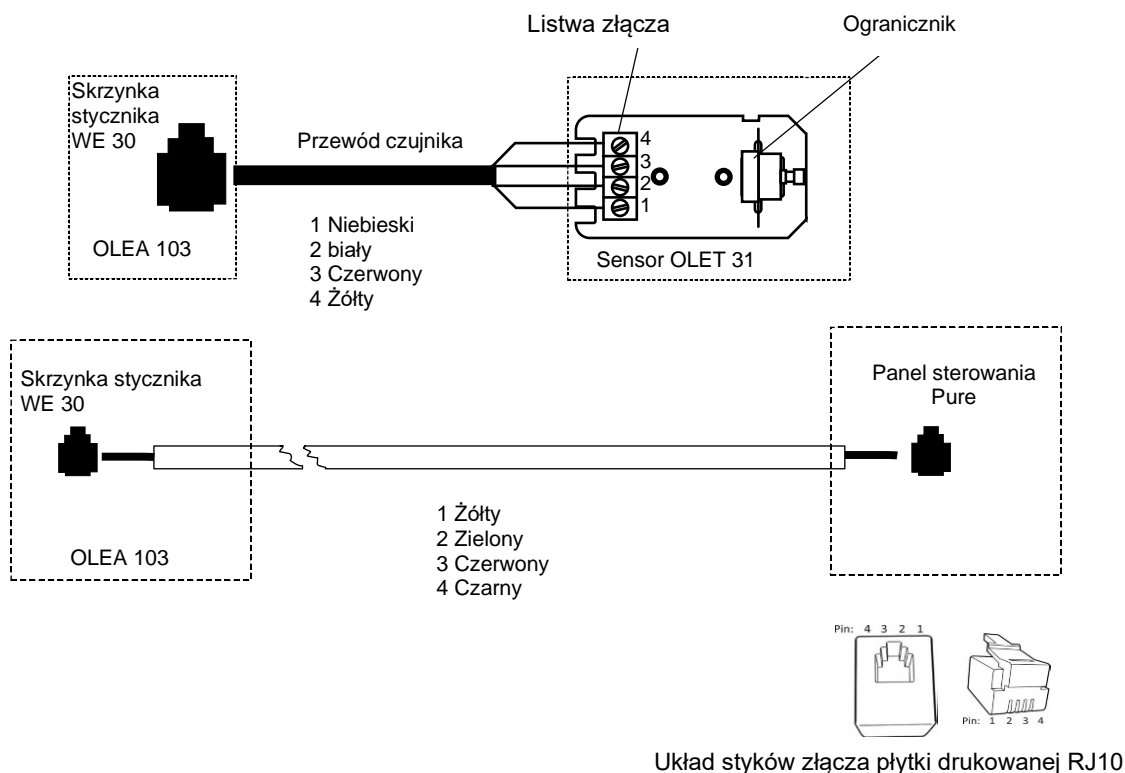 Listwa złącza
Ogranicznik
Skrzynka
stycznika
WE 30
Przewód czujnika
4
3
2
1
1 Niebieski
2 biały
3 Czerwony
4 Żółty
OLEA 103
Sensor OLET 31
Skrzynka stycznika
WE 30
Panel sterowania
Pure
1 Żółty
2 Zielony
3 Czerwony
4 Czarny
OLEA 103
Pin: 4 3 2 1
Pin: 1 2 3 4
Układ styków złącza płytki drukowanej RJ10